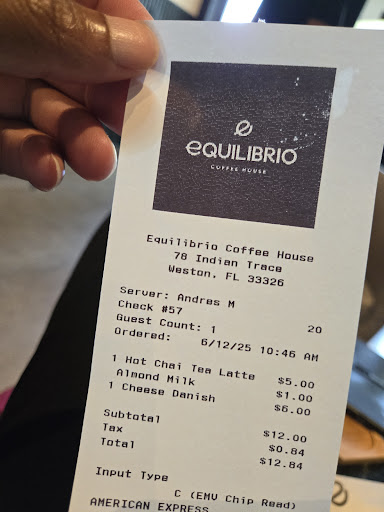 eQUILIBRIO
COFFEE HOUSE
Equilibrio Coffee House
78 Indian Trace
Weston, FL 33326
Server: Andres M
Check #57 20
Guest Count: 1
Ordered: 6/12/25 10:46 AM
1 Hot Chai Tea Latte $5.00
Almond Milk $1.00
1 Cheese Danish $6.00
Subtotal $12.00
Tax $0.84
Total $12.84
Input Type
C (EMV Chip Read)
AMERICAN EXPRESS